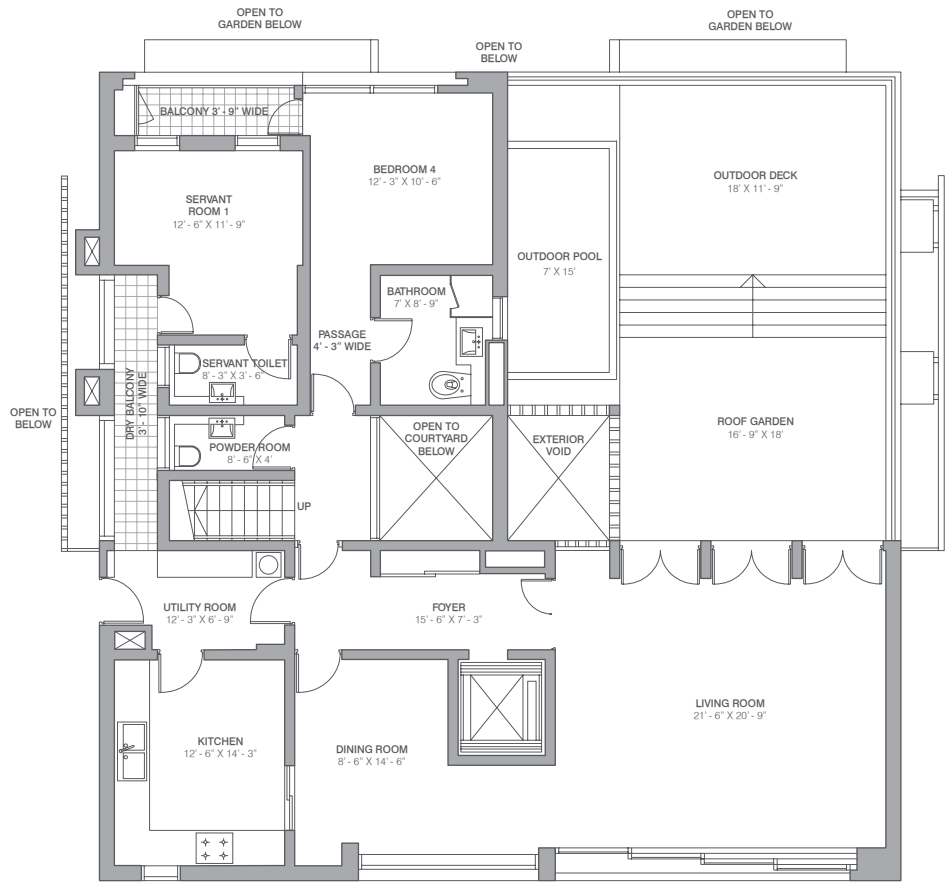 OPEN TO
GARDEN BELOW
OPEN TO
GARDEN BELOW
OPEN TO
BELOW
BALCONY 3' - 9" WIDE
BEDROOM 4
12' - 3" X 10' - 6"
OUTDOOR DECK
18' X 11' - 9"
SERVANT
ROOM 1
12' - 6" X 11' - 9"
OUTDOOR POOL
7' X 15'
BATHROOM
7' X 8' - 9"
PASSAGE
4' - 3" WIDE
SERVANT TOILET
8' - 3" X 3' - 6"
DRY BALCONY
3' - 10" WIDE
OPEN TO
BELOW
OPEN TO
COURTYARD
BELOW
EXTERIOR
VOID
ROOF GARDEN
16' - 9" X 18'
POWDER ROOM
8' - 6" X 4'
UP
UTILITY ROOM
12' - 3" X 6' - 9"
FOYER
15' - 6" X 7' - 3"
LIVING ROOM
21' - 6" X 20' - 9"
KITCHEN
12' - 6" X 14' - 3"
DINING ROOM
8' - 6" X 14' - 6"